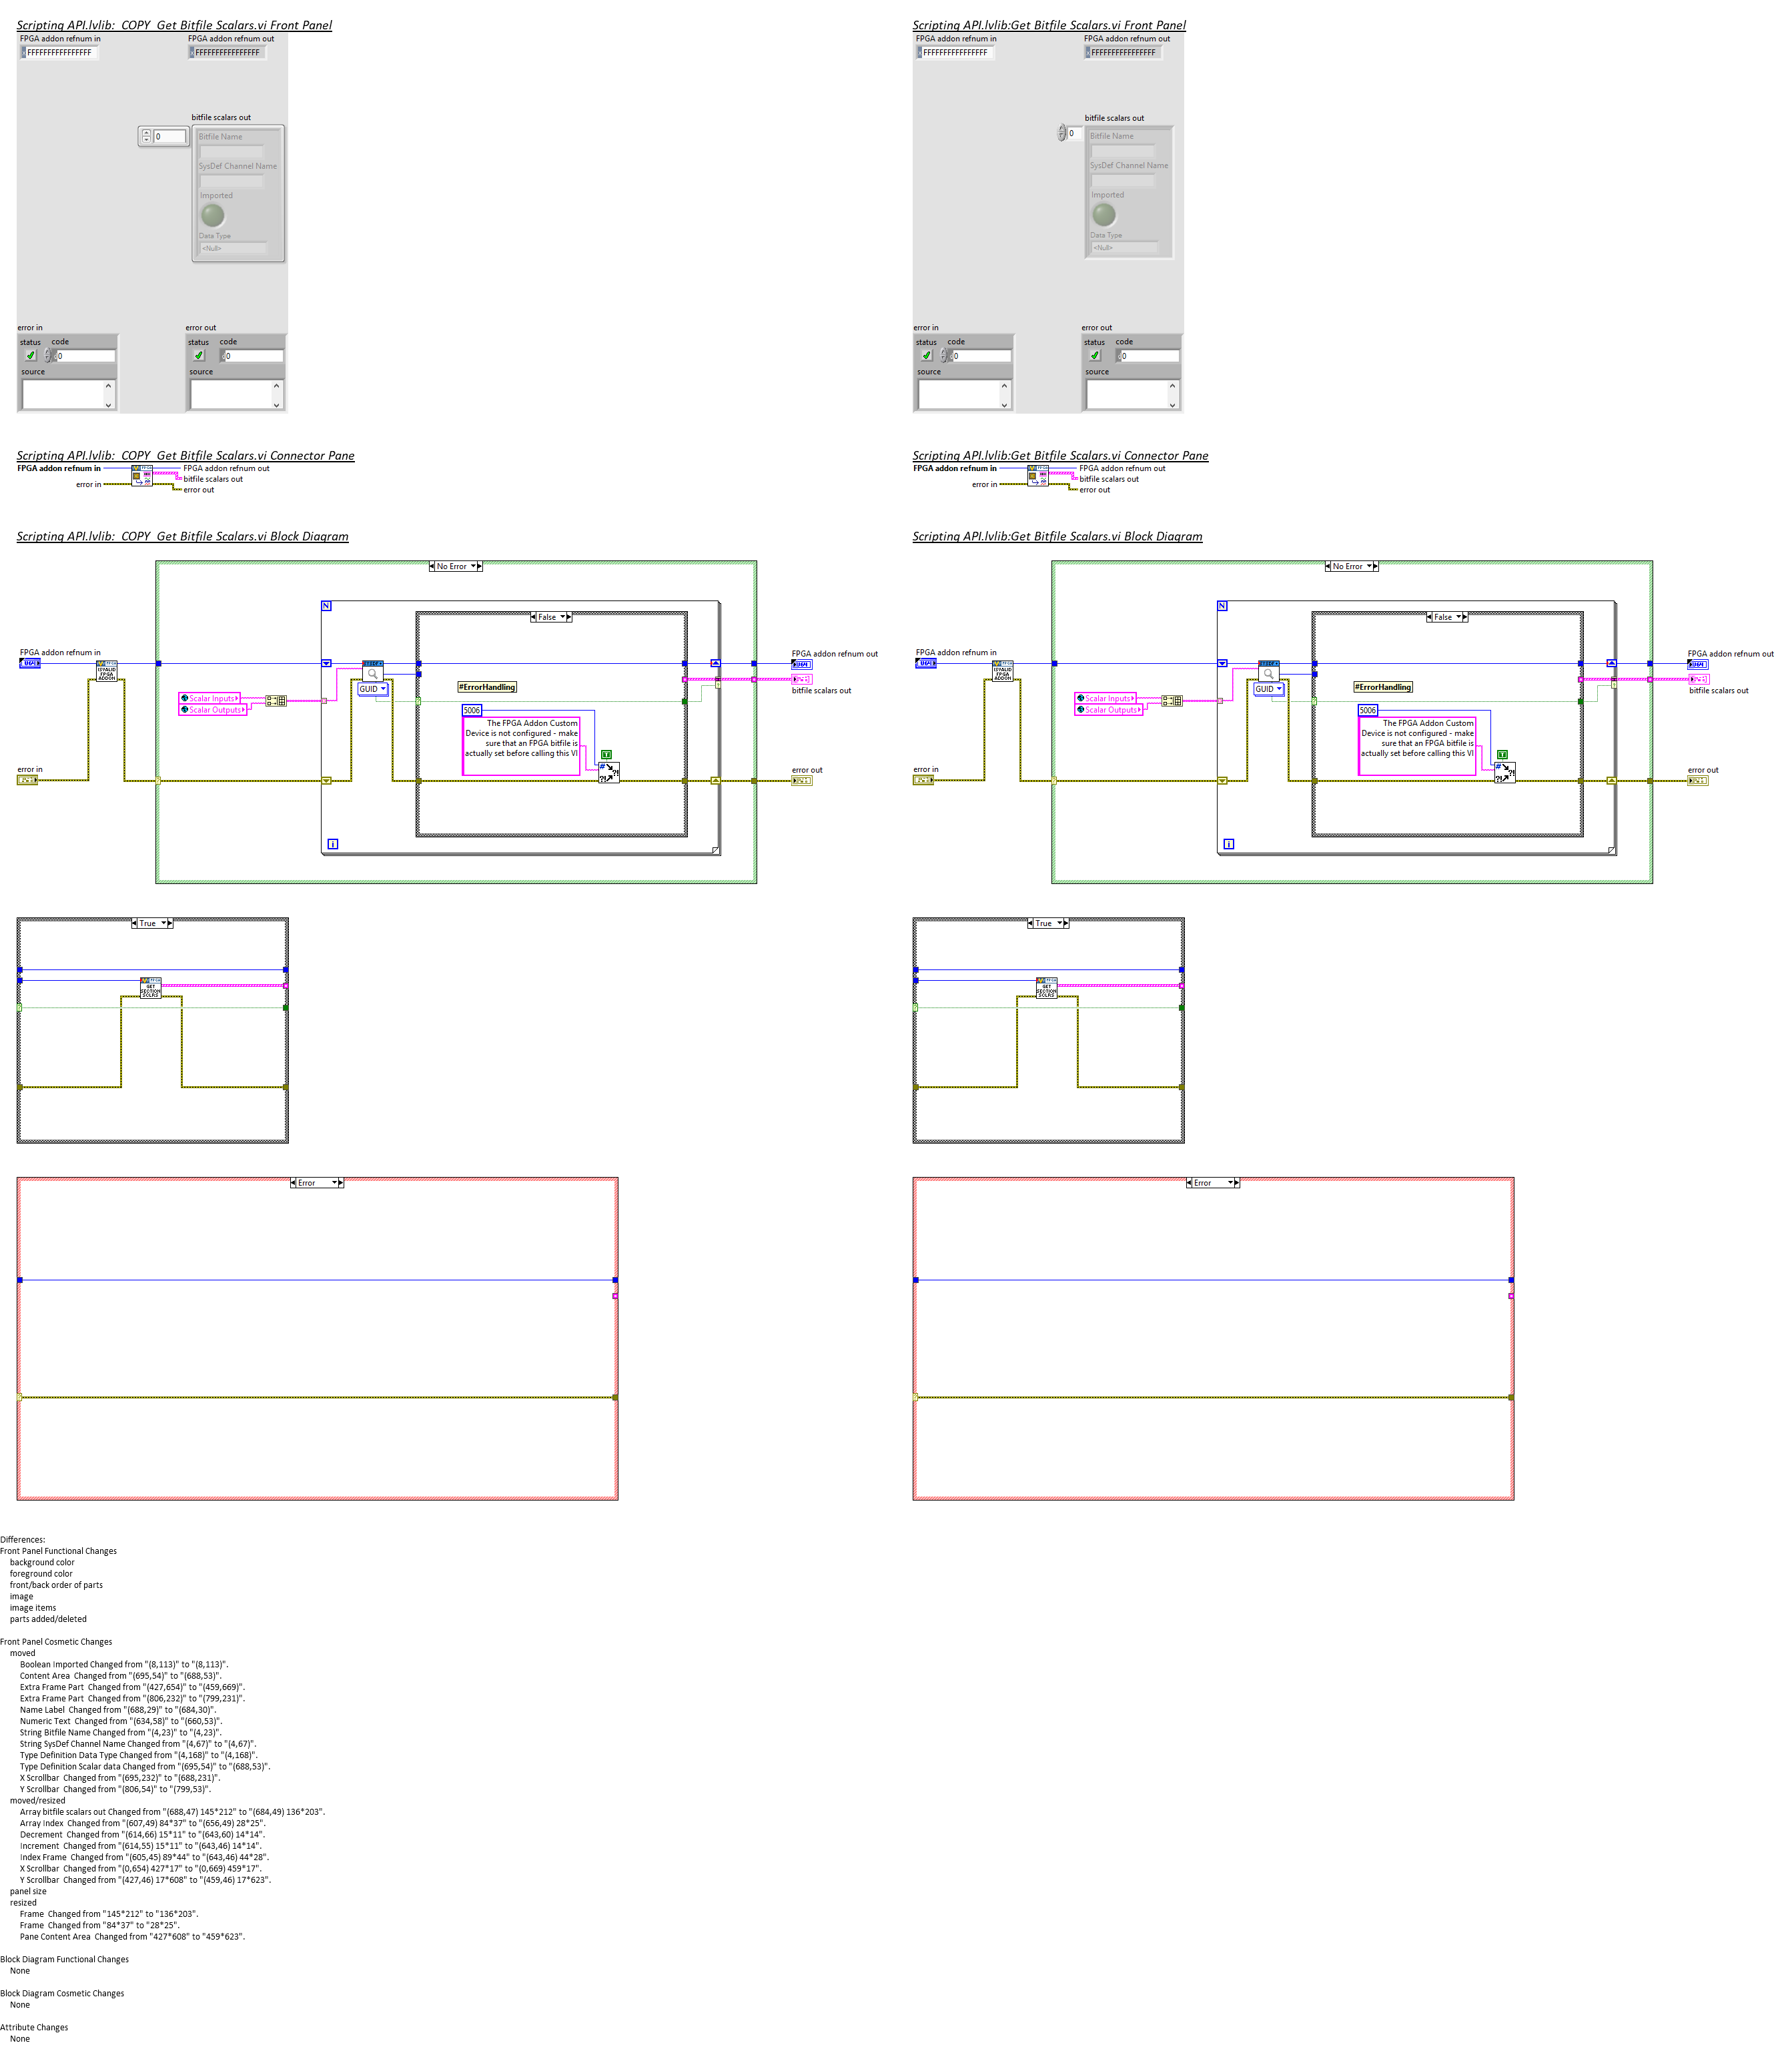 Scripting API.lvlib:  COPY  Get Bitfile Scalars.vi Front Panel
FPGA addon refnum in
FPGA addon refnum out
FFFFFFFFFFFFFFFF
FFFFFFFFFFFFFFFF
bitfile scalars out
0
Bitfile Name
SysDef Channel Name
Imported
Data Type
<Null>
error in
error out
status
code
status
code
0
0
source
source
Scripting API.lvlib:Get Bitfile Scalars.vi Front Panel
FPGA addon refnum in
FPGA addon refnum out
FFFFFFFFFFFFFFFF
FFFFFFFFFFFFFFFF
bitfile scalars out
0
Bitfile Name
SysDef Channel Name
Imported
Data Type
<Null>
error in
error out
status
code
status
code
0
0
source
source
Scripting API.lvlib:  COPY  Get Bitfile Scalars.vi Connector Pane
FPGA addon refnum in
FPGA addon refnum out
bitfile scalars out
error in
error out
Scripting API.lvlib:Get Bitfile Scalars.vi Connector Pane
FPGA addon refnum in
FPGA addon refnum out
bitfile scalars out
error in
error out
Scripting API.lvlib:  COPY  Get Bitfile Scalars.vi Block Diagram
No Error
N
False
FPGA addon refnum in
ISVALID
FPGA
ADDON
FPGA addon refnum out
bitfile scalars out
GUID
#ErrorHandling
Scalar Inputs
Scalar Outputs
5006
The FPGA Addon Custom
Device is not configured - make
sure that an FPGA bitfile is
actually set before calling this VI
error in
error out
i
True
GET
SECTION
SCLRS
Error
Scripting API.lvlib:Get Bitfile Scalars.vi Block Diagram
No Error
N
False
FPGA addon refnum in
ISVALID
FPGA
ADDON
FPGA addon refnum out
bitfile scalars out
GUID
#ErrorHandling
Scalar Inputs
Scalar Outputs
5006
The FPGA Addon Custom
Device is not configured - make
sure that an FPGA bitfile is
actually set before calling this VI
error in
error out
i
True
GET
SECTION
SCLRS
Error
Differences:
Front Panel Functional Changes
background color
foreground color
front/back order of parts
image
image items
parts added/deleted
Front Panel Cosmetic Changes
moved
Boolean Imported Changed from "(8,113)" to "(8,113)".
Content Area  Changed from "(695,54)" to "(688,53)".
Extra Frame Part  Changed from "(427,654)" to "(459,669)".
Extra Frame Part  Changed from "(806,232)" to "(799,231)".
Name Label  Changed from "(688,29)" to "(684,30)".
Numeric Text  Changed from "(634,58)" to "(660,53)".
String Bitfile Name Changed from "(4,23)" to "(4,23)".
String SysDef Channel Name Changed from "(4,67)" to "(4,67)".
Type Definition Data Type Changed from "(4,168)" to "(4,168)".
Type Definition Scalar data Changed from "(695,54)" to "(688,53)".
X Scrollbar  Changed from "(695,232)" to "(688,231)".
Y Scrollbar  Changed from "(806,54)" to "(799,53)".
moved/resized
Array bitfile scalars out Changed from "(688,47) 145*212" to "(684,49) 136*203".
Array Index  Changed from "(607,49) 84*37" to "(656,49) 28*25".
Decrement  Changed from "(614,66) 15*11" to "(643,60) 14*14".
Increment  Changed from "(614,55) 15*11" to "(643,46) 14*14".
Index Frame  Changed from "(605,45) 89*44" to "(643,46) 44*28".
X Scrollbar  Changed from "(0,654) 427*17" to "(0,669) 459*17".
Y Scrollbar  Changed from "(427,46) 17*608" to "(459,46) 17*623".
panel size
resized
Frame  Changed from "145*212" to "136*203".
Frame  Changed from "84*37" to "28*25".
Pane Content Area  Changed from "427*608" to "459*623".
Block Diagram Functional Changes
None
Block Diagram Cosmetic Changes
None
Attribute Changes
None